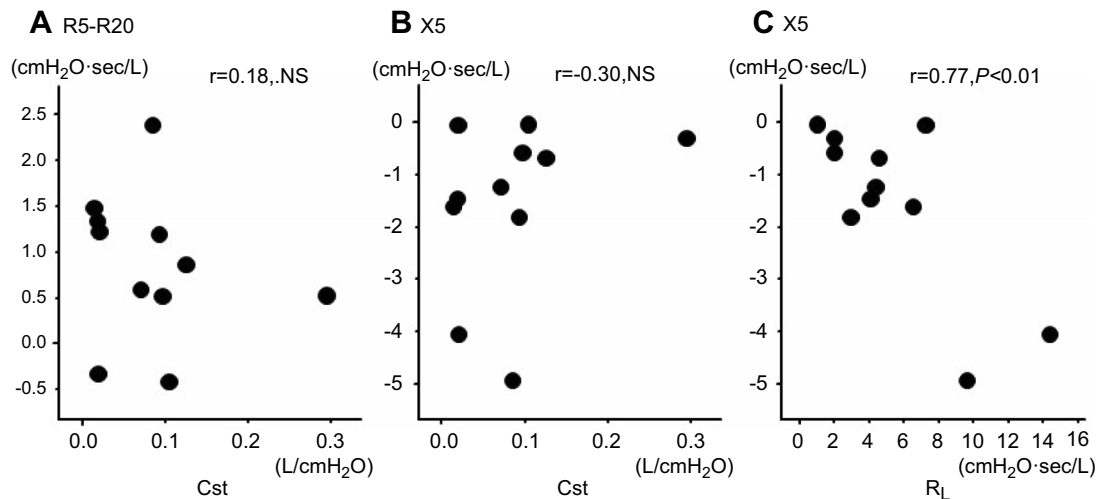 A R5-R20
(cmH₂O·sec/L)
r=0.18,.NS
2.5
2.0
1.5
1.0
0.5
0.0
-0.5
0.0 0.1 0.2 0.3
(L/cmH₂O)
Cst
B X5
(cmH₂O·sec/L)
r=-0.30,NS
0
-1
-2
-3
-4
-5
0.0 0.1 0.2 0.3
(L/cmH₂O)
Cst
C X5
(cmH₂O·sec/L)
r=0.77,P<0.01
0
-1
-2
-3
-4
-5
0 2 4 6 8 10 12 14 16
(cmH₂O·sec/L)
R_L